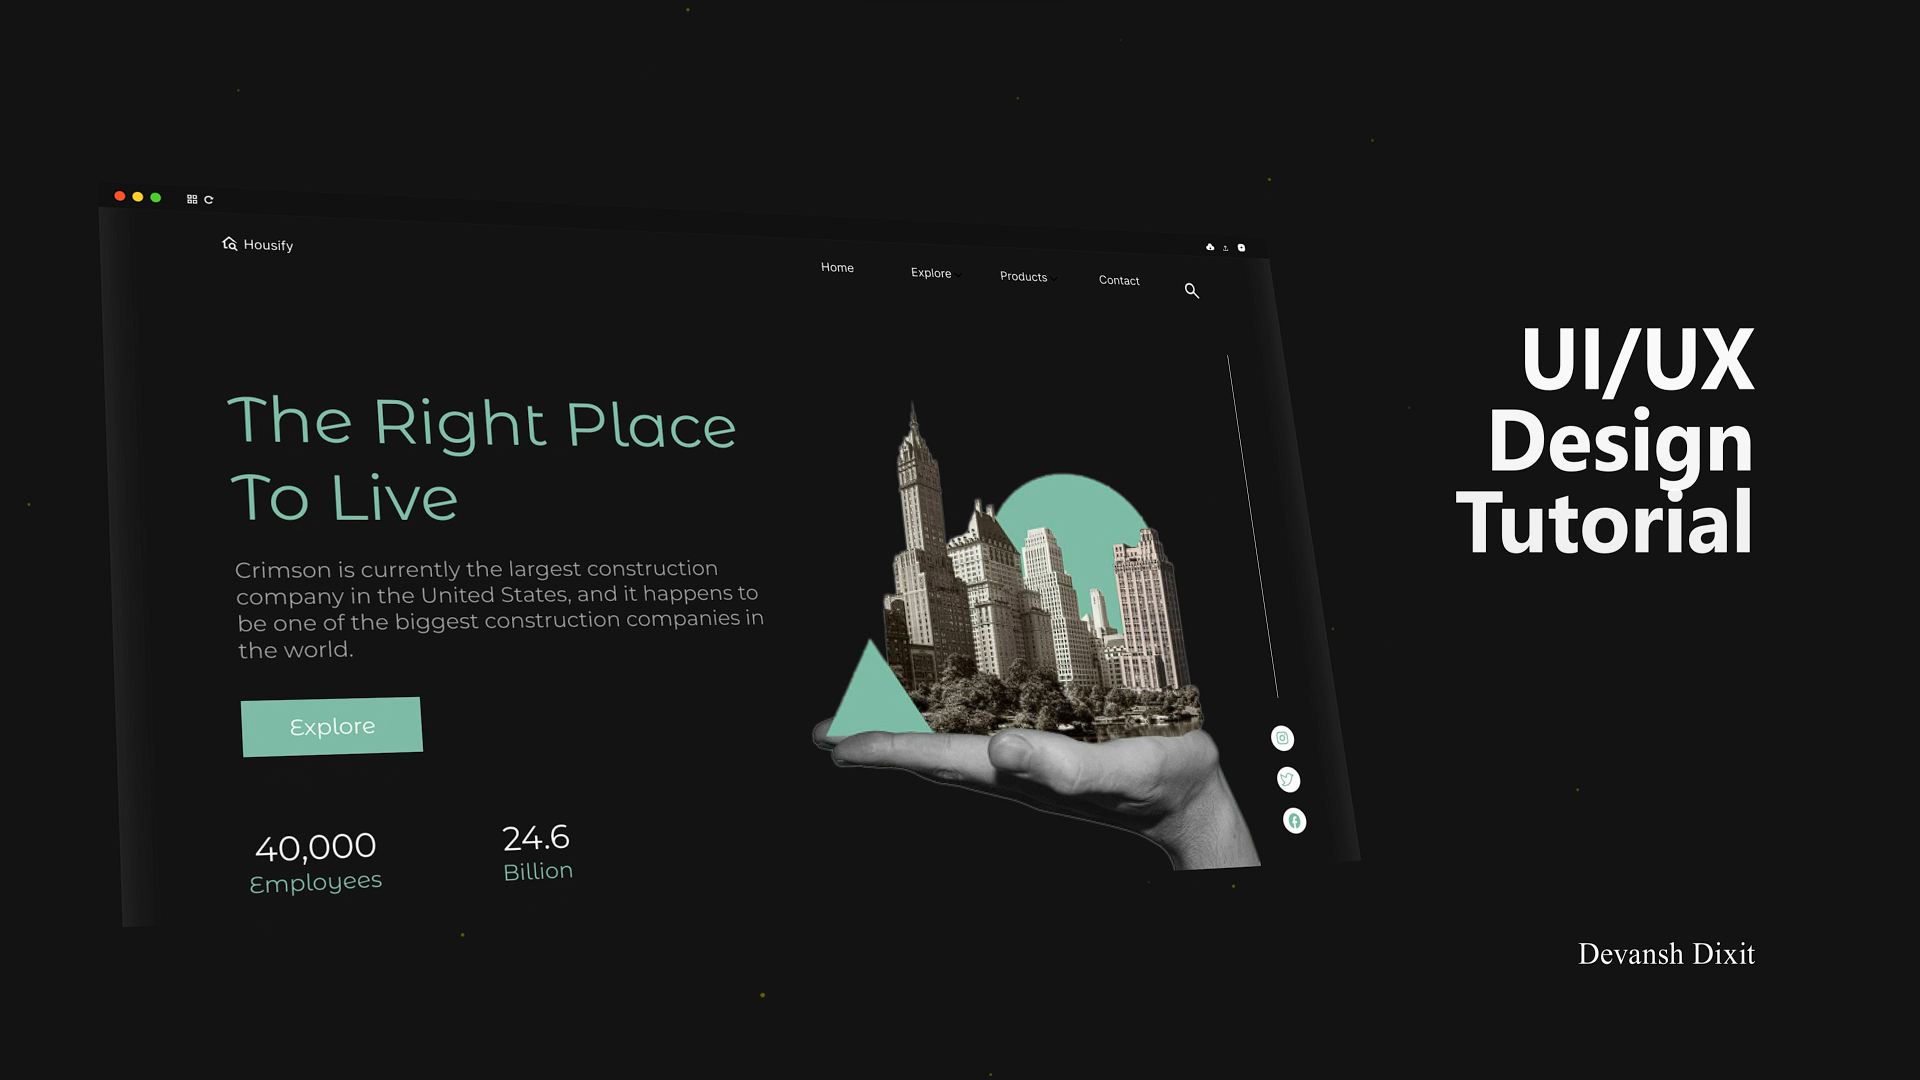 Housify
Home
Explore
Products
Contact
The Right Place
To Live
Crimson is currently the largest construction
company in the United States, and it happens to
be one of the biggest construction companies in
the world.
Explore
40,000
Employees
24.6
Billion
UI/UX
Design
Tutorial
Devansh Dixit